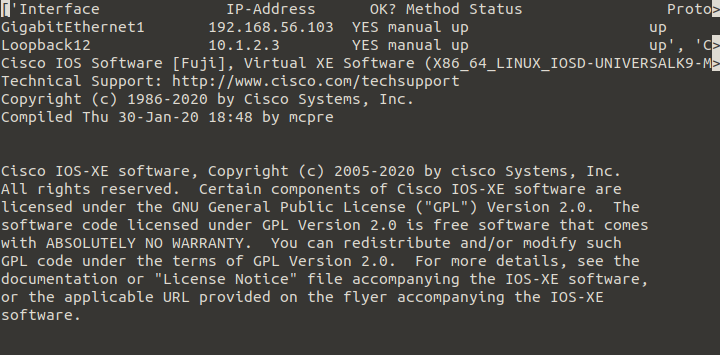 ['Interface              IP-Address      OK? Method Status                Proto>
GigabitEthernet1       192.168.56.103  YES manual up                    up
Loopback12             10.1.2.3        YES manual up                    up', 'C>
Cisco IOS Software [Fuji], Virtual XE Software (X86_64_LINUX_IOSD-UNIVERSALK9-M>
Technical Support: http://www.cisco.com/techsupport
Copyright (c) 1986-2020 by Cisco Systems, Inc.
Compiled Thu 30-Jan-20 18:48 by mcpre
Cisco IOS-XE software, Copyright (c) 2005-2020 by cisco Systems, Inc.
All rights reserved.  Certain components of Cisco IOS-XE software are
licensed under the GNU General Public License ("GPL") Version 2.0.  The
software code licensed under GPL Version 2.0 is free software that comes
with ABSOLUTELY NO WARRANTY.  You can redistribute and/or modify such
GPL code under the terms of GPL Version 2.0.  For more details, see the
documentation or "License Notice" file accompanying the IOS-XE software,
or the applicable URL provided on the flyer accompanying the IOS-XE
software.